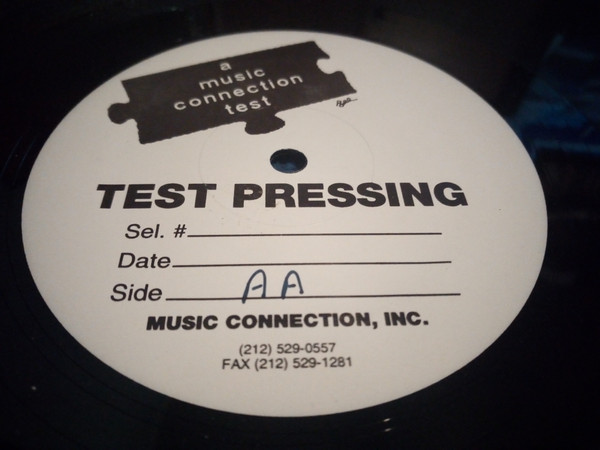 a
music
connection
test
TEST PRESSING
Sel. #
Date
Side AA
MUSIC CONNECTION, INC.
(212) 529-0557
FAX (212) 529-1281